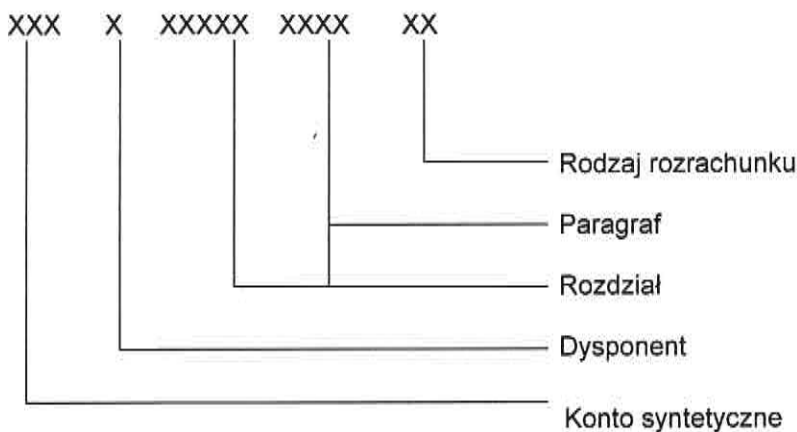 XXX X XXXXX XXXX XX
Rodzaj rozrachunku
Paragraf
Rozdział
Dysponent
Konto syntetyczne